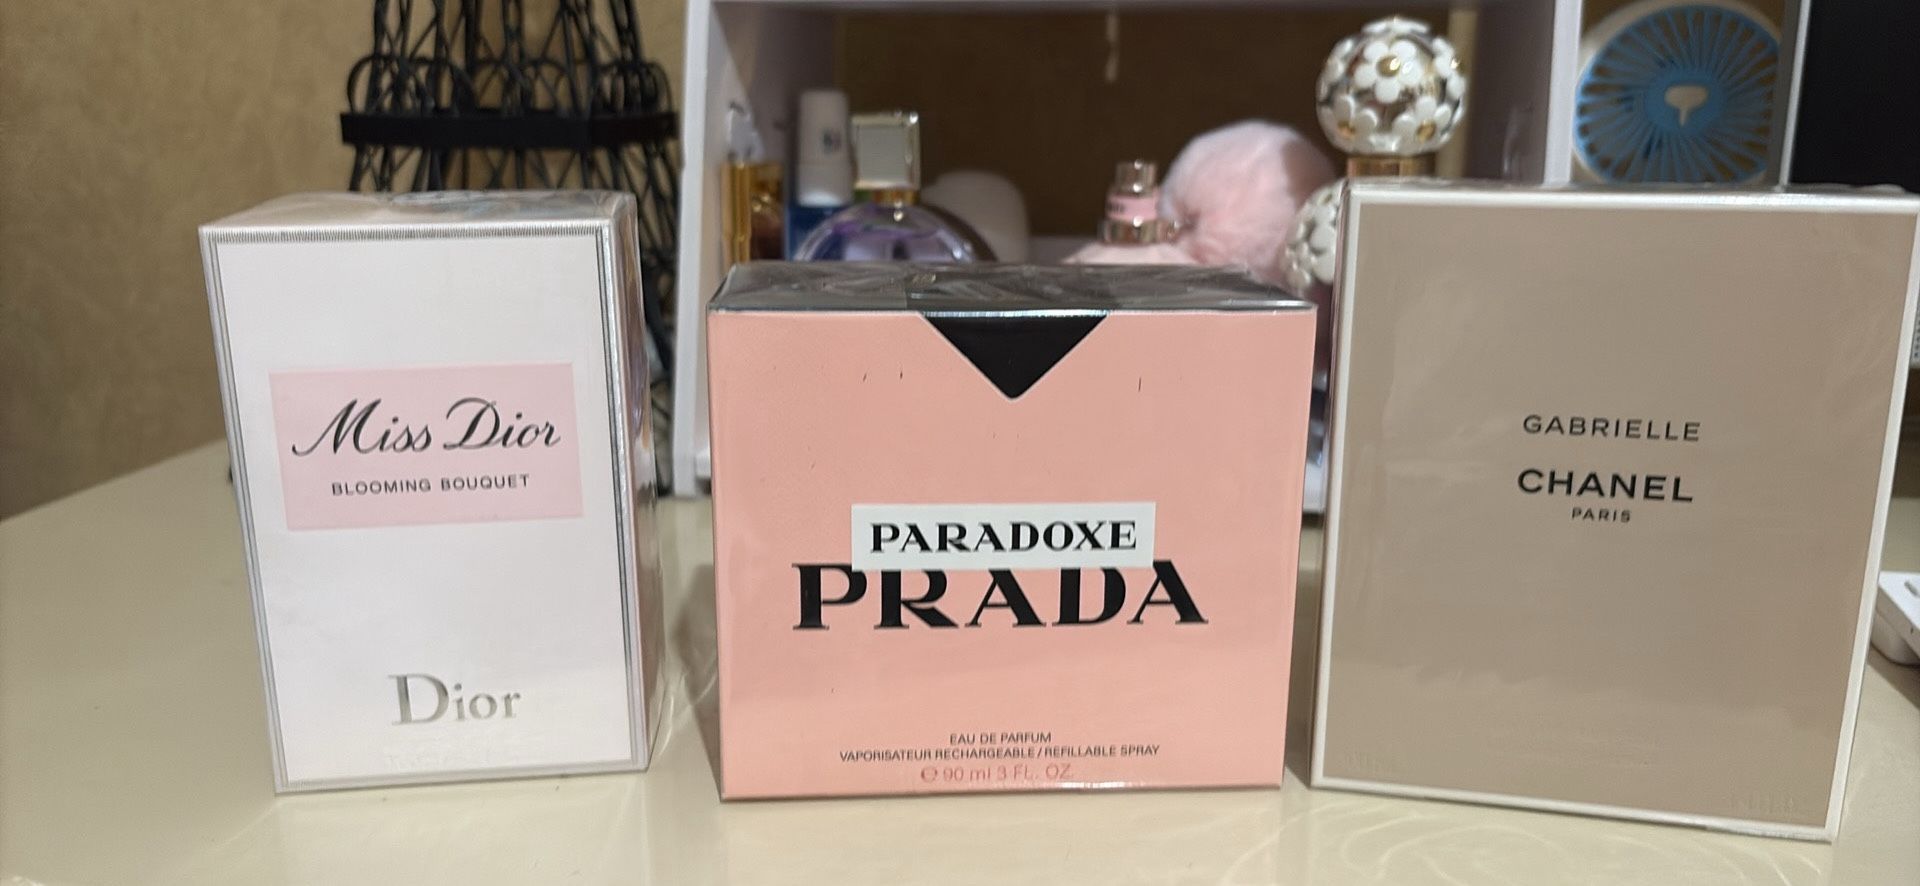 Miss Dior
BLOOMING BOUQUET
Dior
PARADOXE
PRADA
EAU DE PARFUM
VAPORISATEUR RECHARGEABLE / REFILLABLE SPRAY
℮ 90 ml 3 FL. OZ.
GABRIELLE
CHANEL
PARIS